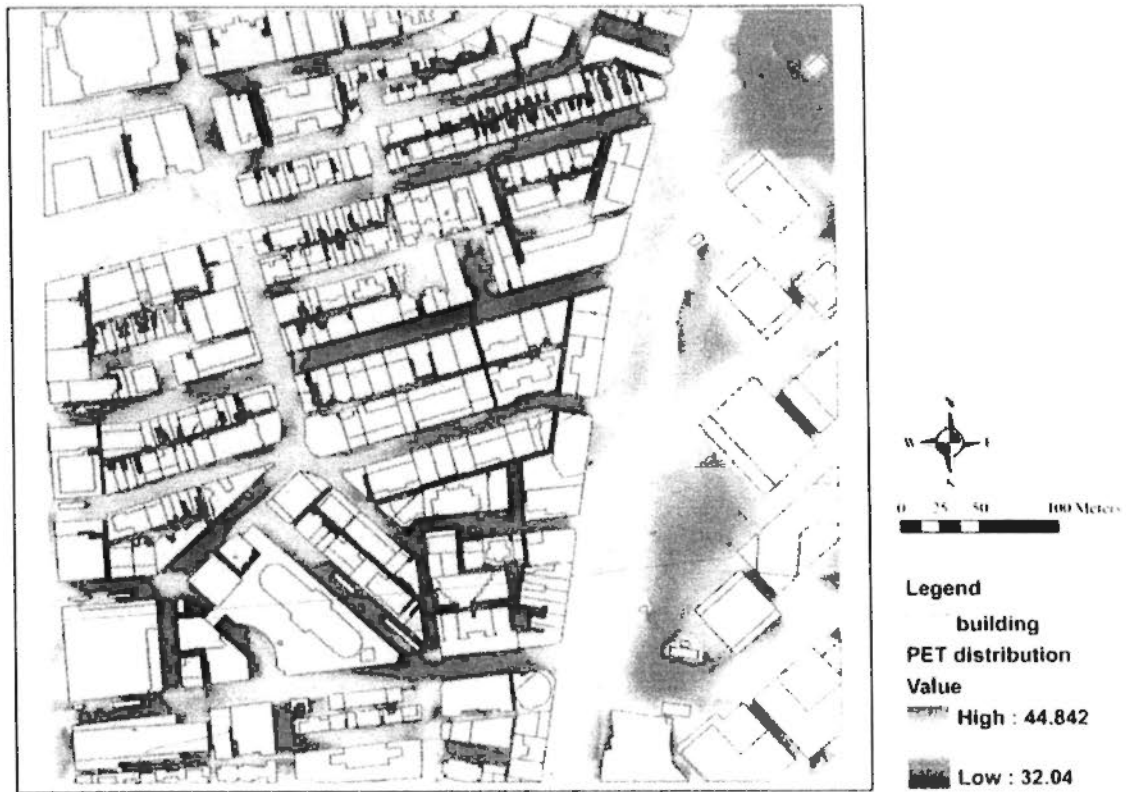 W E
0 25 50 100 Meters
Legend
building
PET distribution
Value
High : 44.842
Low : 32.04